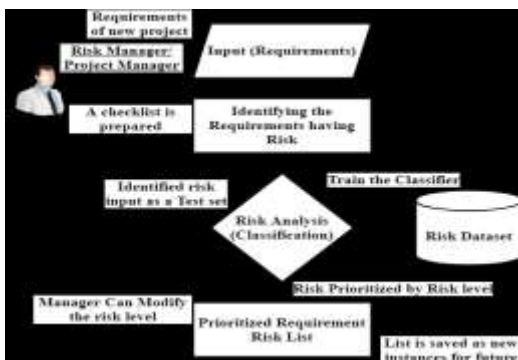 Requirements
of new project
Risk Manager/
Project Manager
Input (Requirements)
A checklist is
prepared
Identifying the
Requirements having
Risk
Train the Classifier
Identified risk
input as a Test set
Risk Analysis
(Classification)
Risk Dataset
Risk Prioritized by Risk level
Manager Can Modify
the risk level
Prioritized Requirement
Risk List
List is saved as new
instances for future